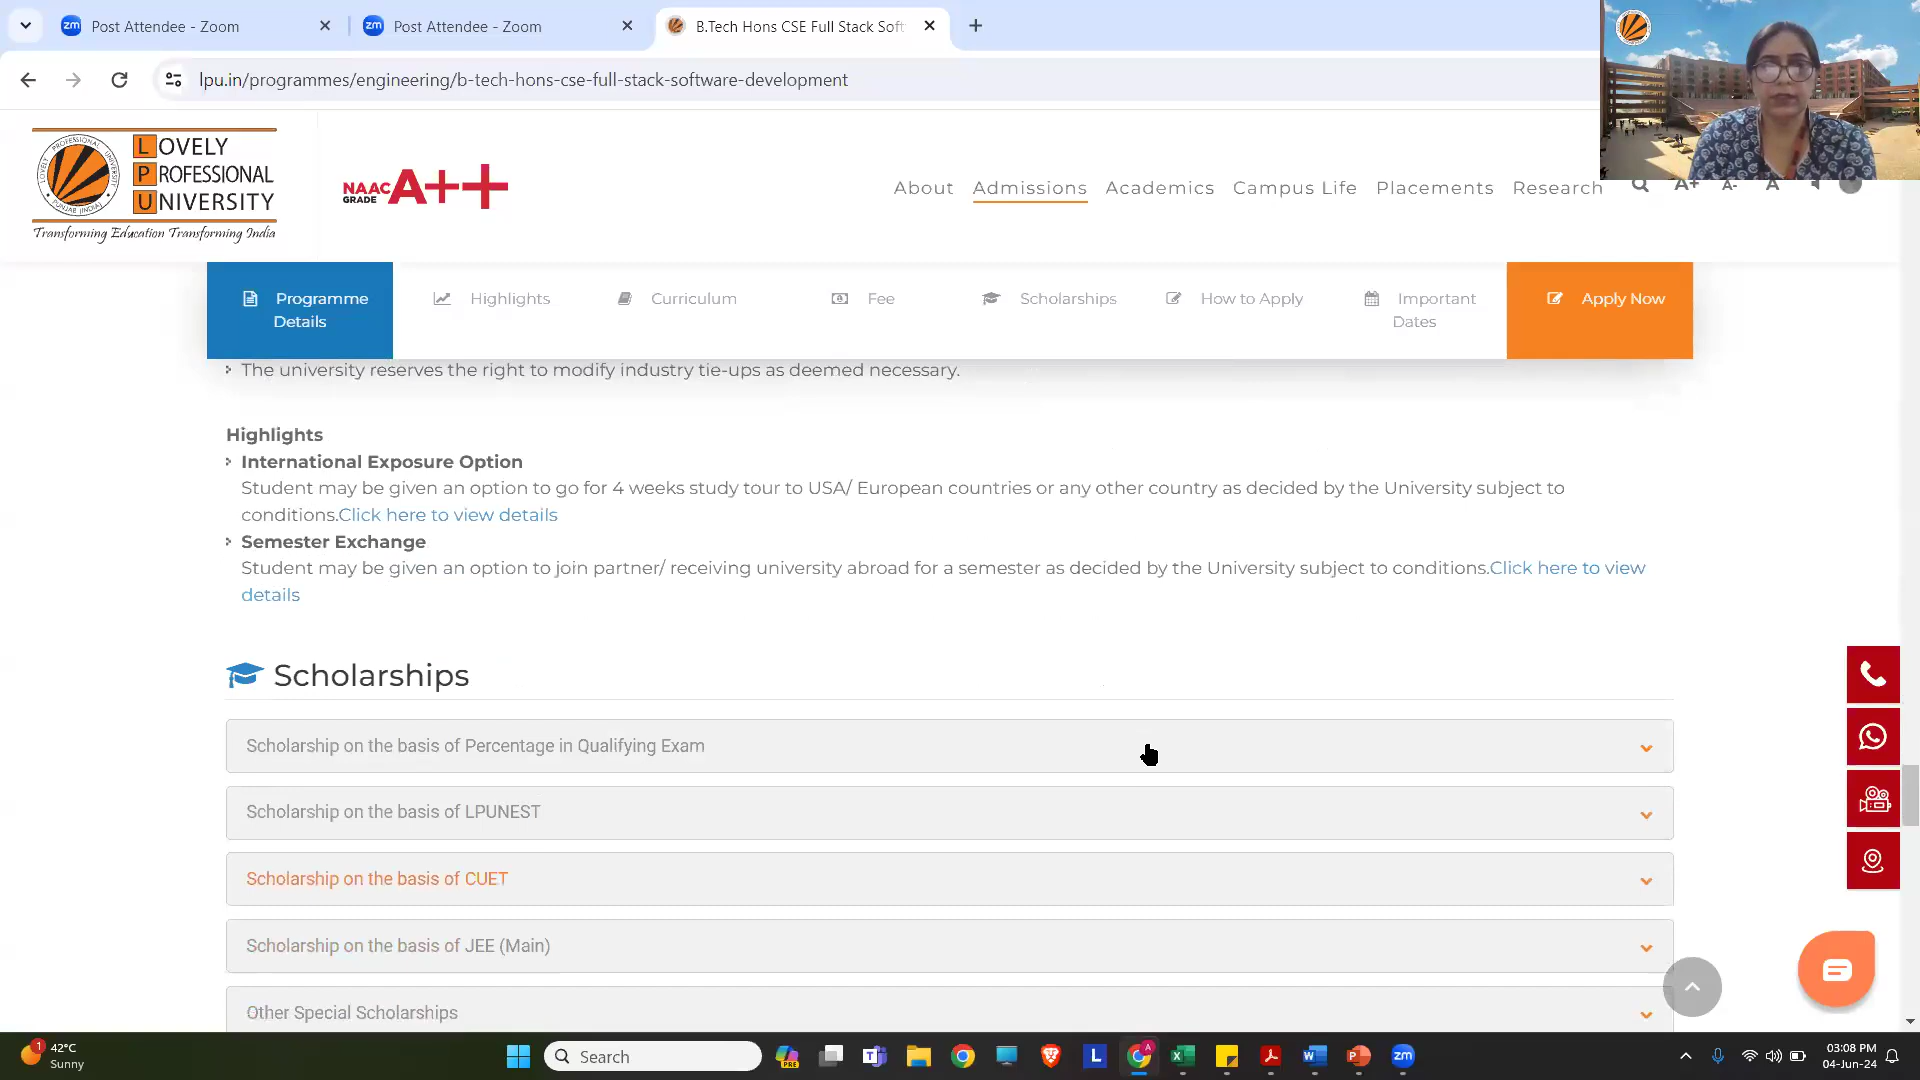 Post Attendee - Zoom
Post Attendee - Zoom
B.Tech Hons CSE Full Stack Soft
lpu.in/programmes/engineering/b-tech-hons-cse-full-stack-software-development
LOVELY
PROFESSIONAL
UNIVERSITY
Transforming Education Transforming India
NAAC
GRADE
A++
About
Admissions
Academics
Campus Life
Placements
Research
A+
A-
A
Programme
Details
Highlights
Curriculum
Fee
Scholarships
How to Apply
Important
Dates
Apply Now
The university reserves the right to modify industry tie-ups as deemed necessary.
Highlights
International Exposure Option
Student may be given an option to go for 4 weeks study tour to USA/ European countries or any other country as decided by the University subject to
conditions.Click here to view details
Semester Exchange
Student may be given an option to join partner/ receiving university abroad for a semester as decided by the University subject to conditions.Click here to view
details
Scholarships
Scholarship on the basis of Percentage in Qualifying Exam
Scholarship on the basis of LPUNEST
Scholarship on the basis of CUET
Scholarship on the basis of JEE (Main)
Other Special Scholarships
1
42°C
Sunny
Search
PRE
L
A
zm
03:08 PM
04-Jun-24